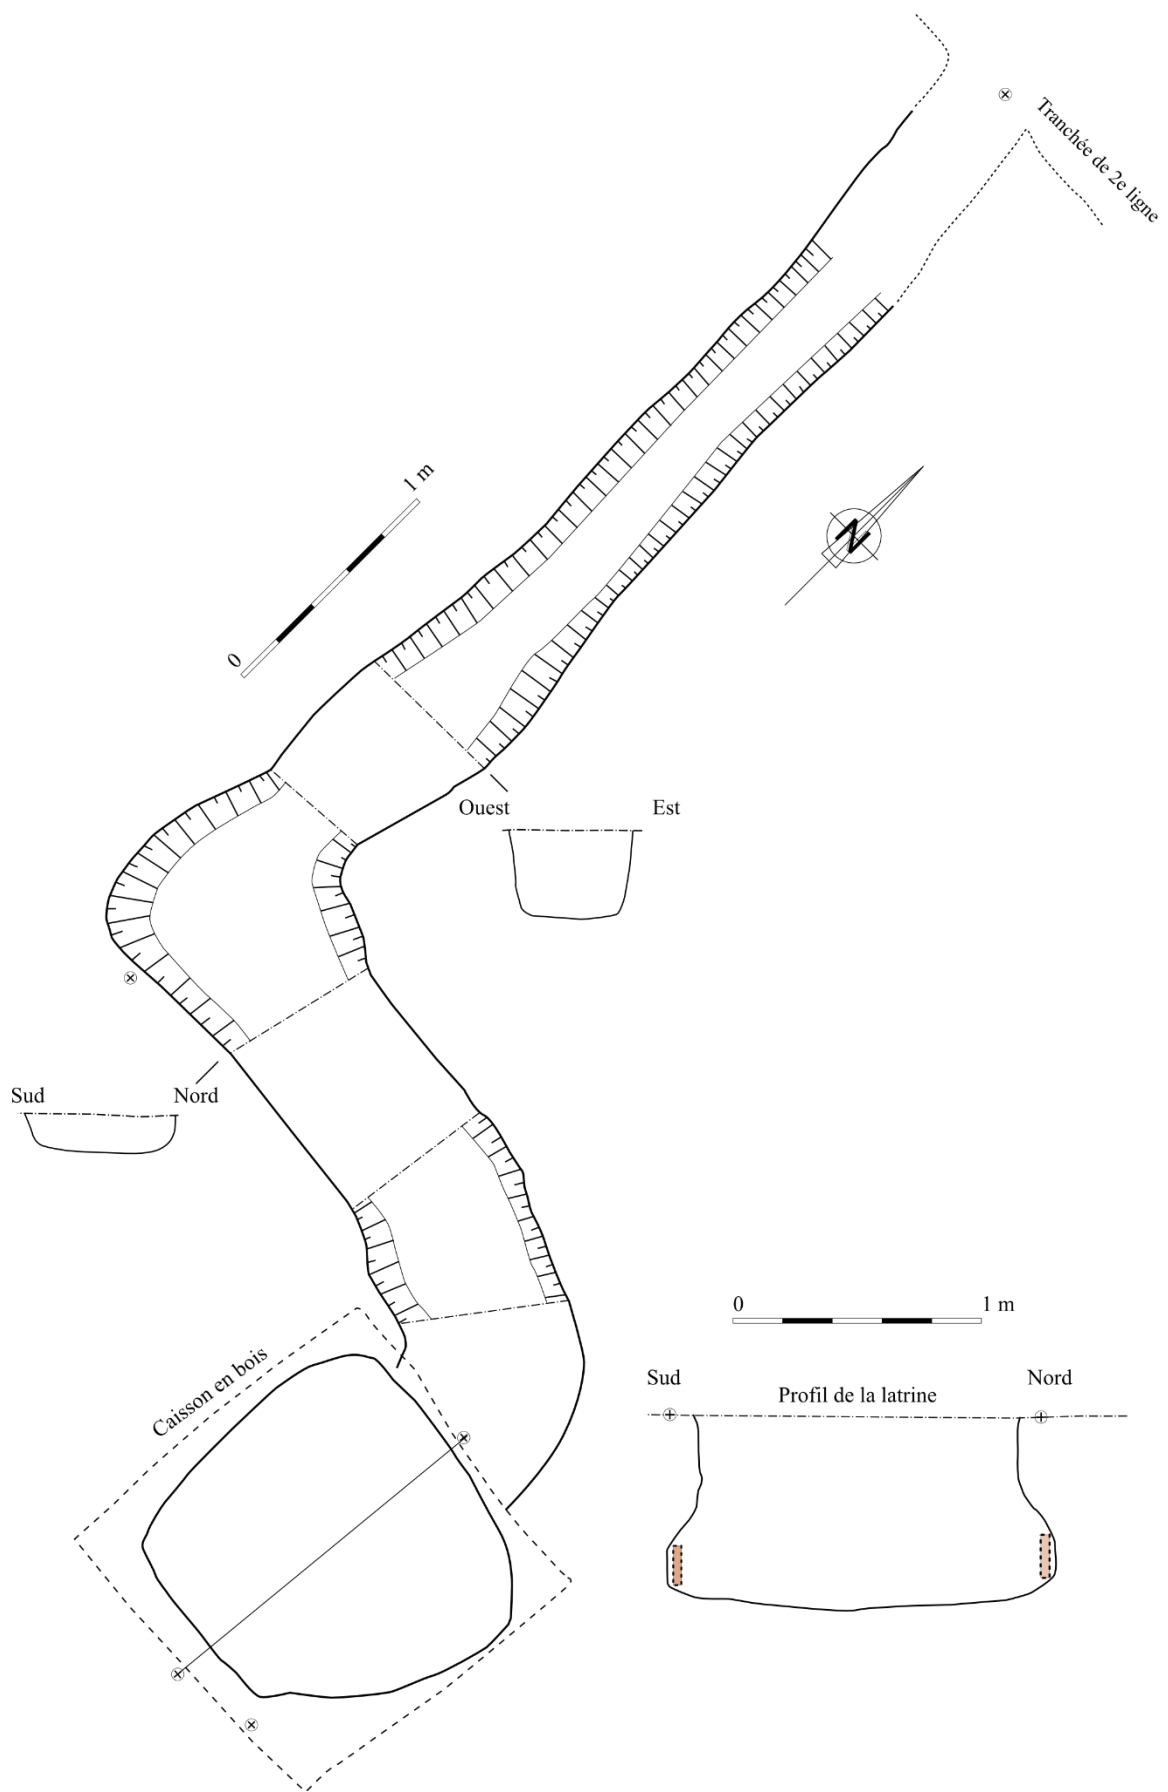 Tranchée de 2e ligne
1 m
0
N
Ouest
Est
Sud
Nord
0
1 m
Caisson en bois
Sud
Profil de la latrine
Nord